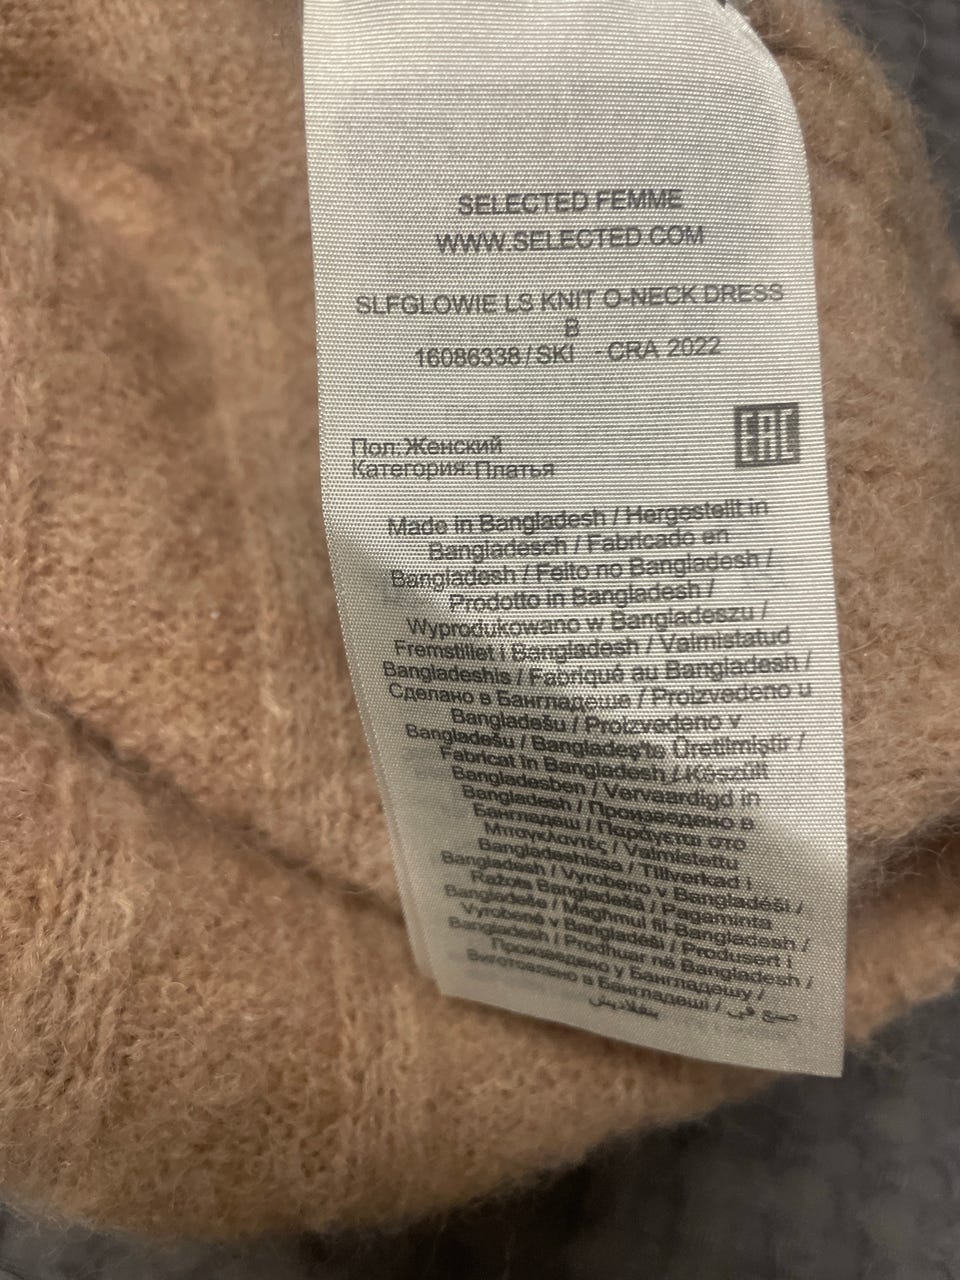 SELECTED FEMME
WWW.SELECTED.COM
SLFGLOWIE LS KNIT O-NECK DRESS
B
16086338/SKI - CRA 2022
EAC
Пол: Женский
Категория: Платья
Made in Bangladesh / Hergestellt in
Bangladesch / Fabricado en
Bangladesh / Feito no Bangladesh /
Prodotto in Bangladesh /
Wyprodukowano w Bangladeszu /
Fremstillet i Bangladesh / Valmistatud
Bangladeshis / Fabriqué au Bangladesh /
Сделано в Бангладеше / Proizvedeno u
Bangladešu / Proizvedeno v
Bangladešu / Bangladeş'te Üretilmiştir /
Fabricat în Bangladesh / Készült
Bangladesben / Vervaardigd in
Bangladesh / Произведено в
Бангладеш / Παράγεται στο
Μπαγκλαντές / Valmistettu
Bangladeshissa / Tillverkad i
Bangladesh / Vyrobeno v Bangladéši /
Ražots Bangladešā / Pagaminta
Bangladeše / Maghmul fil-Bangladesh /
Vyrobené v Bangladéši / Produsert i
Bangladesh / Prodhuar në Bangladesh /
Произведено у Бангладешу /
Виготовлено в Бангладеші / صنع في
بنغلاديش